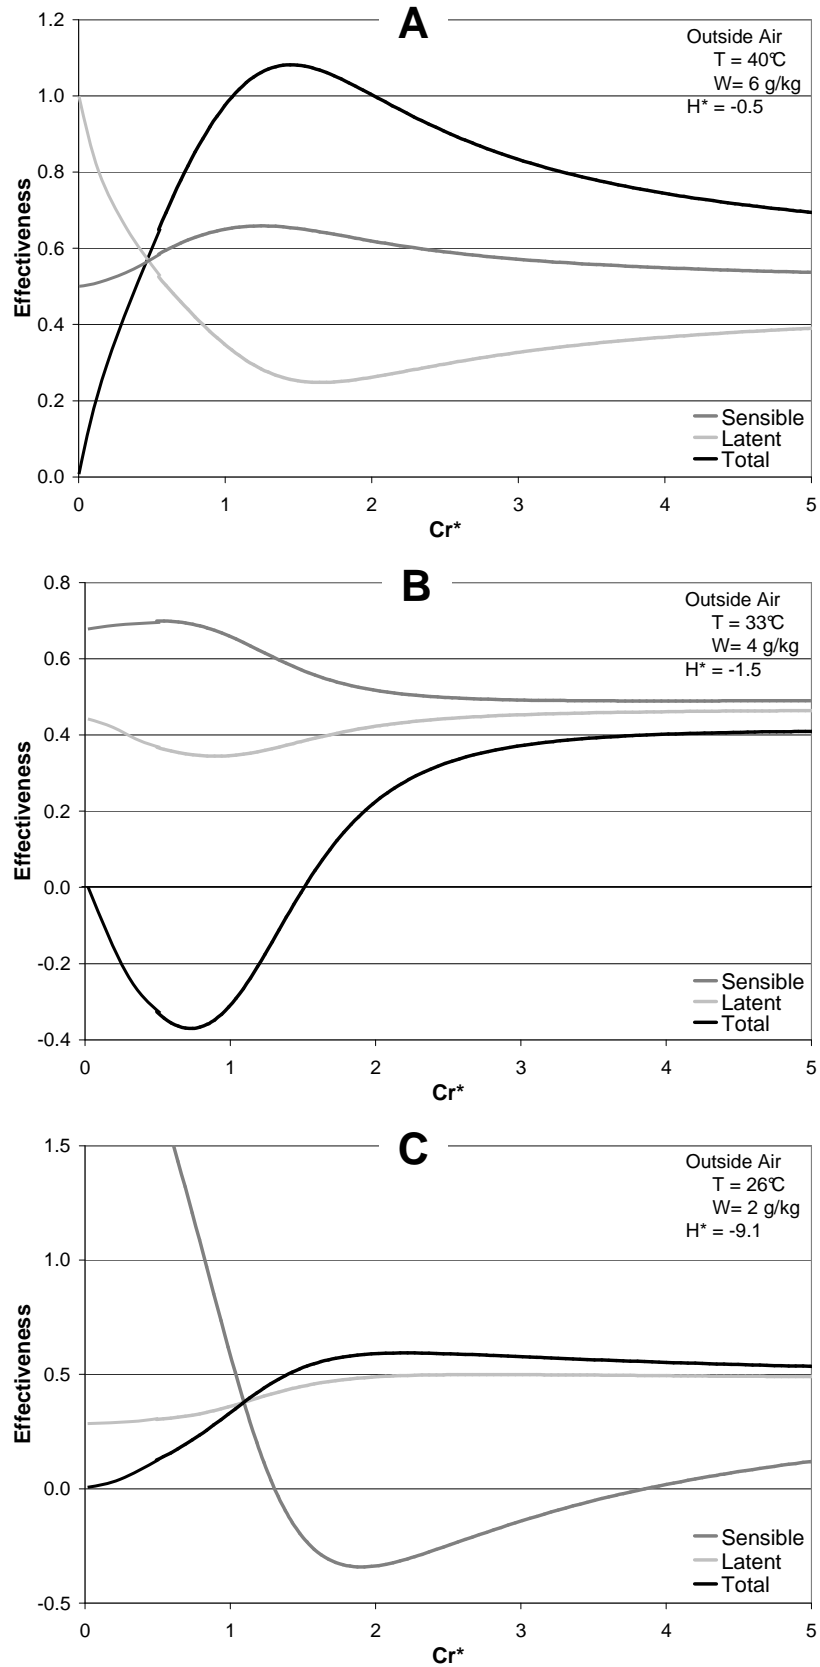 A
Outside Air
T = 40°C
W= 6 g/kg
H* = -0.5
1.2
1.0
0.8
0.6
0.4
0.2
0.0
Effectiveness
Sensible
Latent
Total
0 1 2 3 4 5
Cr*
B
Outside Air
T = 33°C
W= 4 g/kg
H* = -1.5
0.8
0.6
0.4
0.2
0.0
-0.2
-0.4
Effectiveness
Sensible
Latent
Total
0 1 2 3 4 5
Cr*
C
Outside Air
T = 26°C
W= 2 g/kg
H* = -9.1
1.5
1.0
0.5
0.0
-0.5
Effectiveness
Sensible
Latent
Total
0 1 2 3 4 5
Cr*